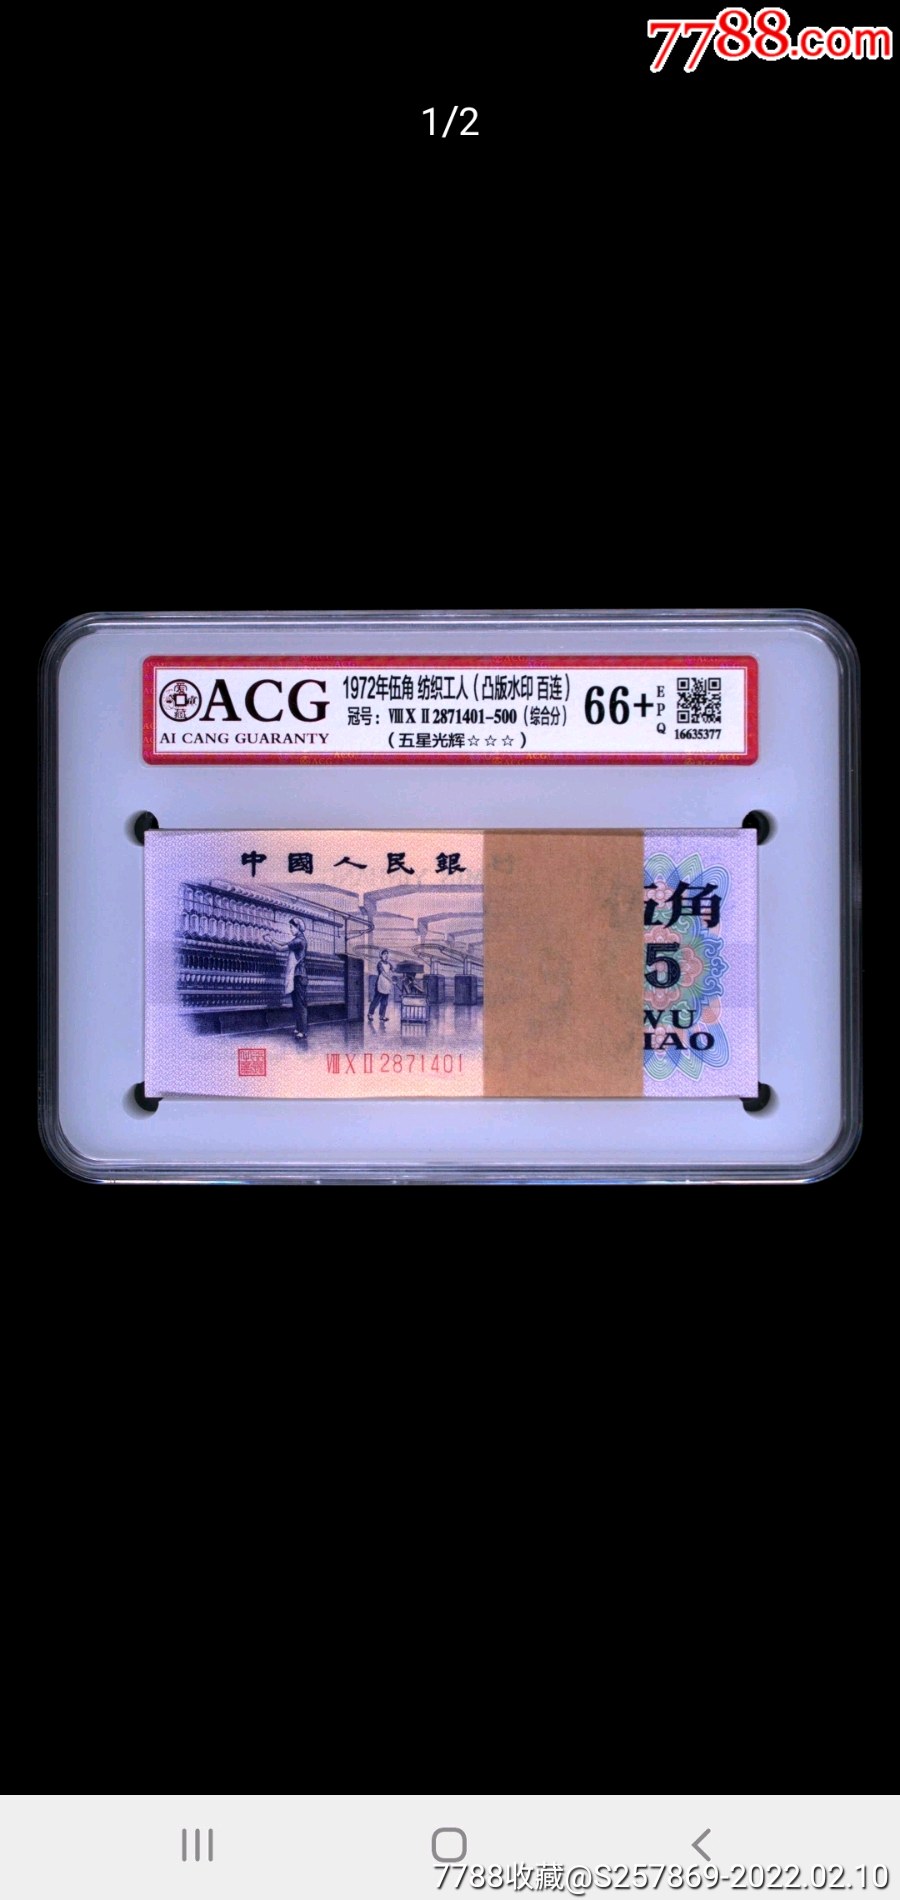 7788.com
1/2
ACG
AI CANG GUARANTY
1972年伍角 纺织工人（凸版水印 百连）
冠号：ⅧⅩⅡ2871401-500（综合分）
（五星光辉☆☆☆）
66+
EPQ
16635377
中國人民銀
伍角
5
WU
JIAO
ⅧⅩⅡ2871401
7788收藏@S257869-2022.02.10